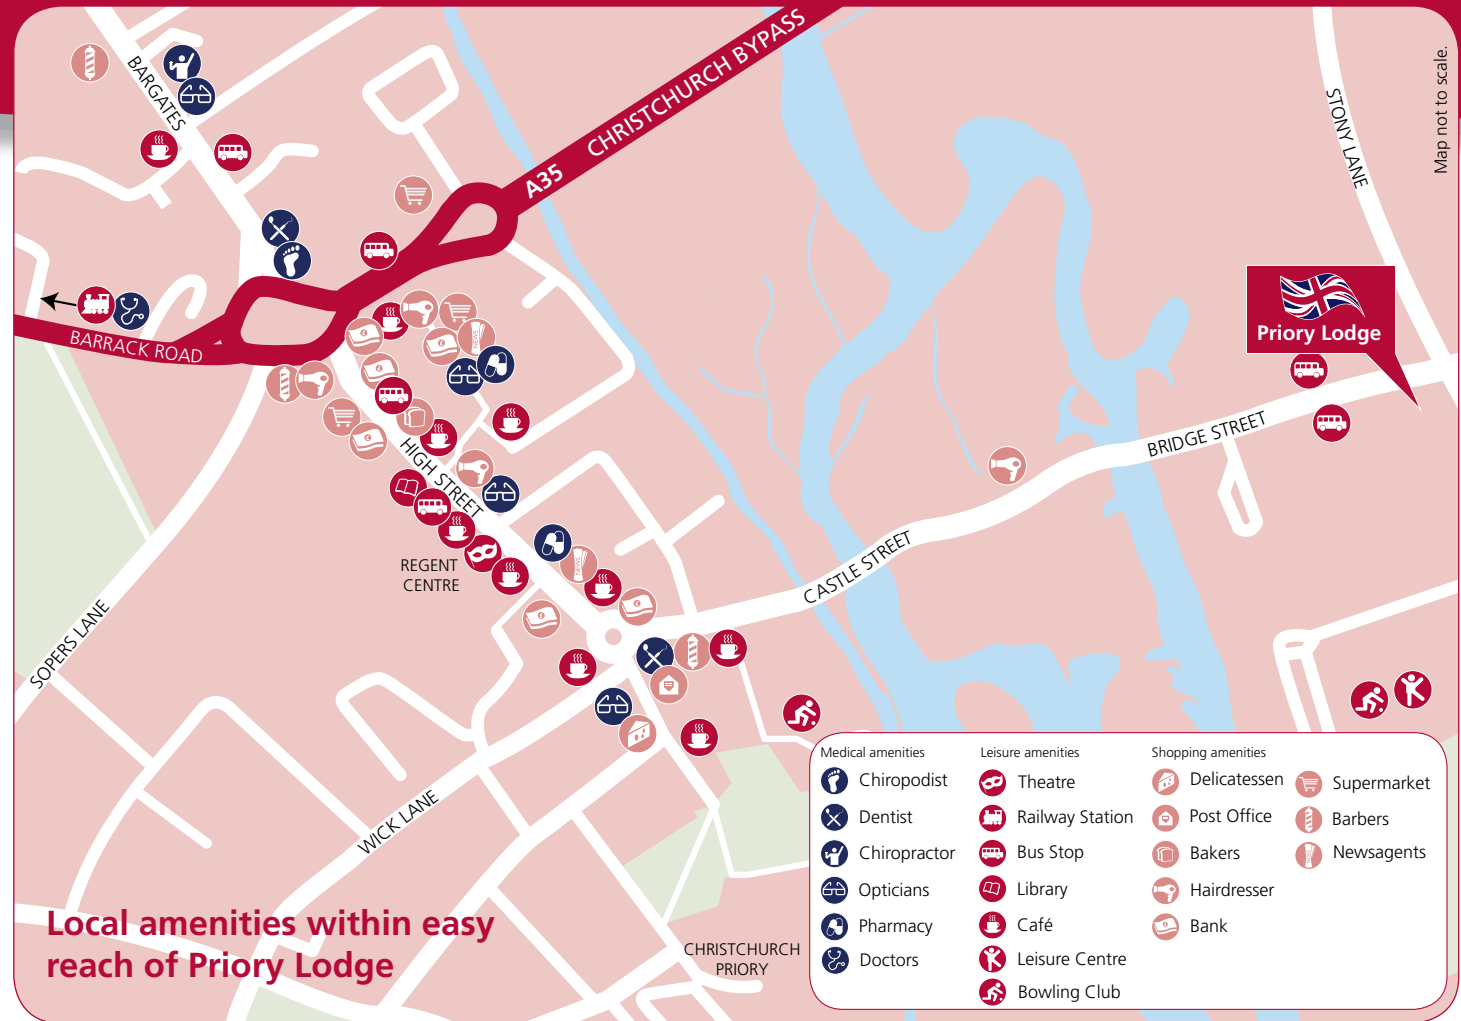 BARGATES
CHRISTCHURCH BYPASS
A35
STONY LANE
Map not to scale.
BARRACK ROAD
Priory Lodge
HIGH STREET
BRIDGE STREET
CASTLE STREET
REGENT
CENTRE
SOPERS LANE
WICK LANE
CHRISTCHURCH
PRIORY
Local amenities within easy
reach of Priory Lodge
Medical amenities
Chiropodist
Dentist
Chiropractor
Opticians
Pharmacy
Doctors
Leisure amenities
Theatre
Railway Station
Bus Stop
Library
Café
Leisure Centre
Bowling Club
Shopping amenities
Delicatessen
Post Office
Bakers
Hairdresser
Bank
Supermarket
Barbers
Newsagents